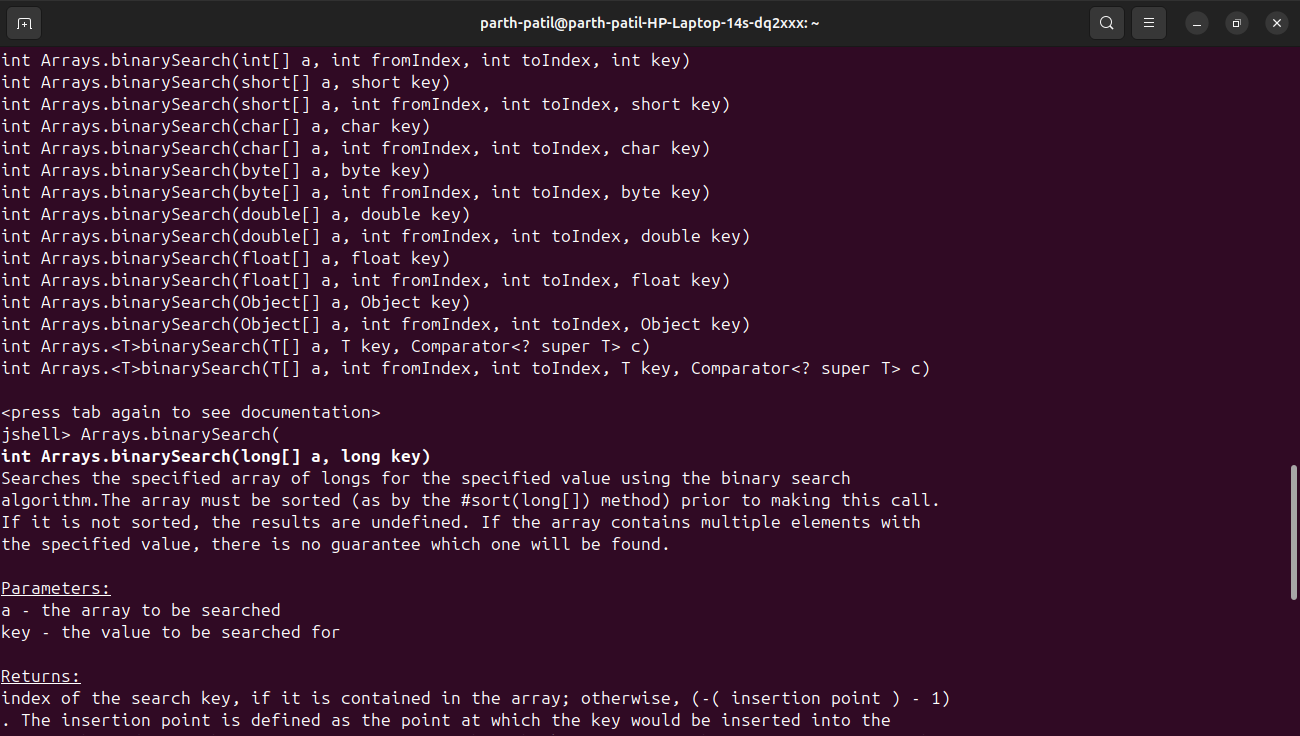 parth-patil@parth-patil-HP-Laptop-14s-dq2xxx: ~
int Arrays.binarySearch(int[] a, int fromIndex, int toIndex, int key)
int Arrays.binarySearch(short[] a, short key)
int Arrays.binarySearch(short[] a, int fromIndex, int toIndex, short key)
int Arrays.binarySearch(char[] a, char key)
int Arrays.binarySearch(char[] a, int fromIndex, int toIndex, char key)
int Arrays.binarySearch(byte[] a, byte key)
int Arrays.binarySearch(byte[] a, int fromIndex, int toIndex, byte key)
int Arrays.binarySearch(double[] a, double key)
int Arrays.binarySearch(double[] a, int fromIndex, int toIndex, double key)
int Arrays.binarySearch(float[] a, float key)
int Arrays.binarySearch(float[] a, int fromIndex, int toIndex, float key)
int Arrays.binarySearch(Object[] a, Object key)
int Arrays.binarySearch(Object[] a, int fromIndex, int toIndex, Object key)
int Arrays.<T>binarySearch(T[] a, T key, Comparator<? super T> c)
int Arrays.<T>binarySearch(T[] a, int fromIndex, int toIndex, T key, Comparator<? super T> c)
<press tab again to see documentation>
jshell> Arrays.binarySearch(
int Arrays.binarySearch(long[] a, long key)
Searches the specified array of longs for the specified value using the binary search
algorithm.The array must be sorted (as by the #sort(long[]) method) prior to making this call.
If it is not sorted, the results are undefined. If the array contains multiple elements with
the specified value, there is no guarantee which one will be found.
Parameters:
a - the array to be searched
key - the value to be searched for
Returns:
index of the search key, if it is contained in the array; otherwise, (-( insertion point ) - 1)
. The insertion point is defined as the point at which the key would be inserted into the